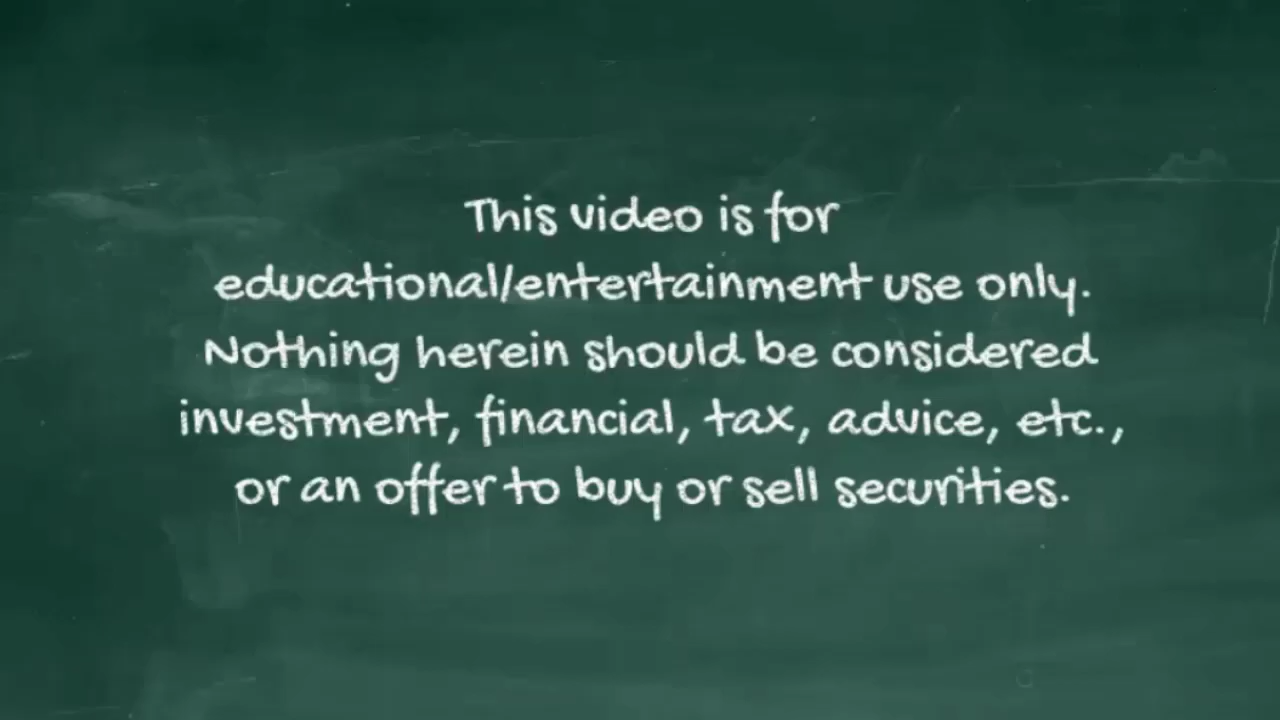 This video is for
educational/entertainment use only.
Nothing herein should be considered
investment, financial, tax, advice, etc.,
or an offer to buy or sell securities.